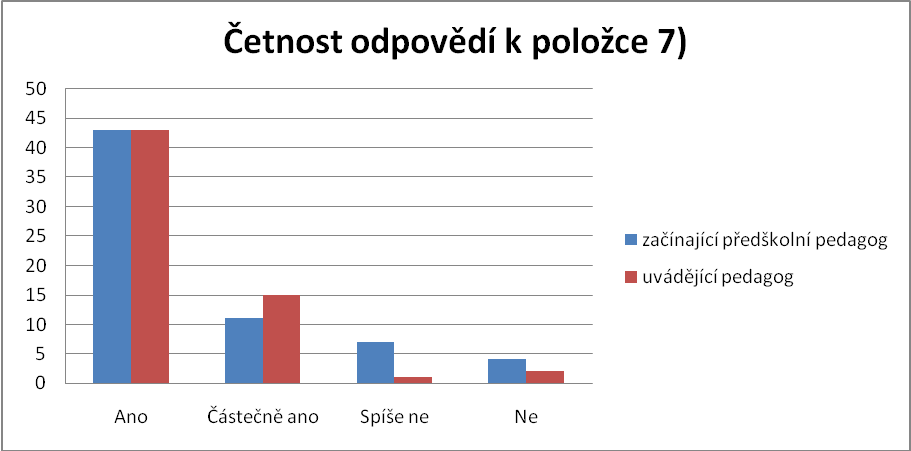 Četnost odpovědí k položce 7)
50
45
40
35
30
25
20
15
10
5
0
Ano Částečně ano Spíše ne Ne
začínající předškolní pedagog
uvádějící pedagog